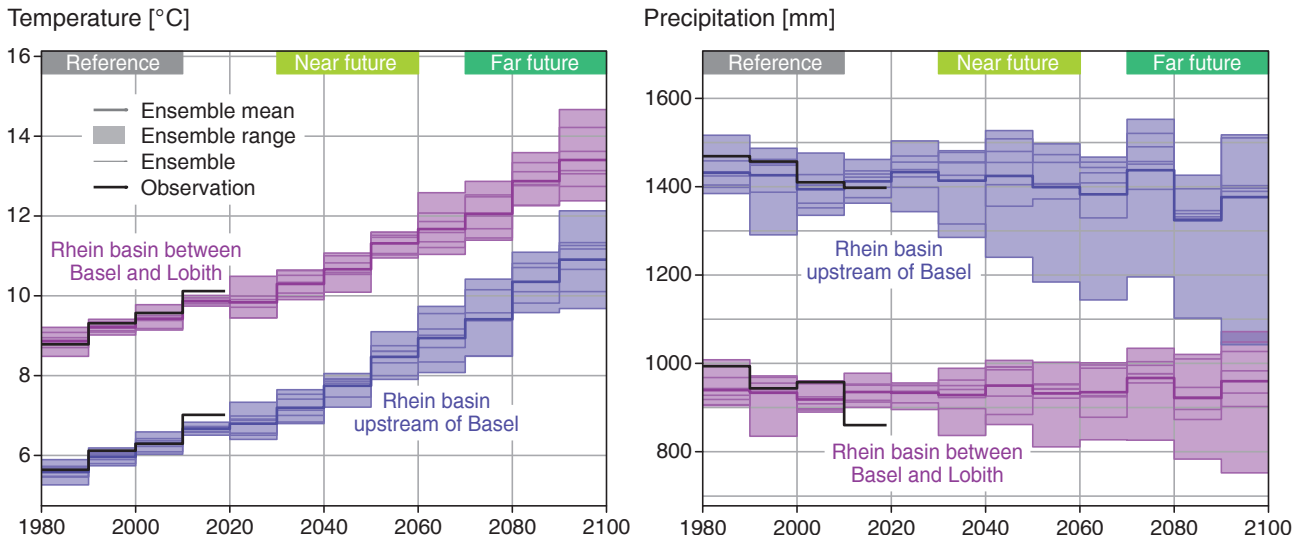 Temperature [°C]
16
14
12
10
8
6
Reference
Near future
Far future
Ensemble mean
Ensemble range
Ensemble
Observation
Rhein basin between
Basel and Lobith
Rhein basin
upstream of Basel
1980 2000 2020 2040 2060 2080 2100
Precipitation [mm]
1600
1400
1200
1000
800
Reference
Near future
Far future
Rhein basin
upstream of Basel
Rhein basin between
Basel and Lobith
1980 2000 2020 2040 2060 2080 2100